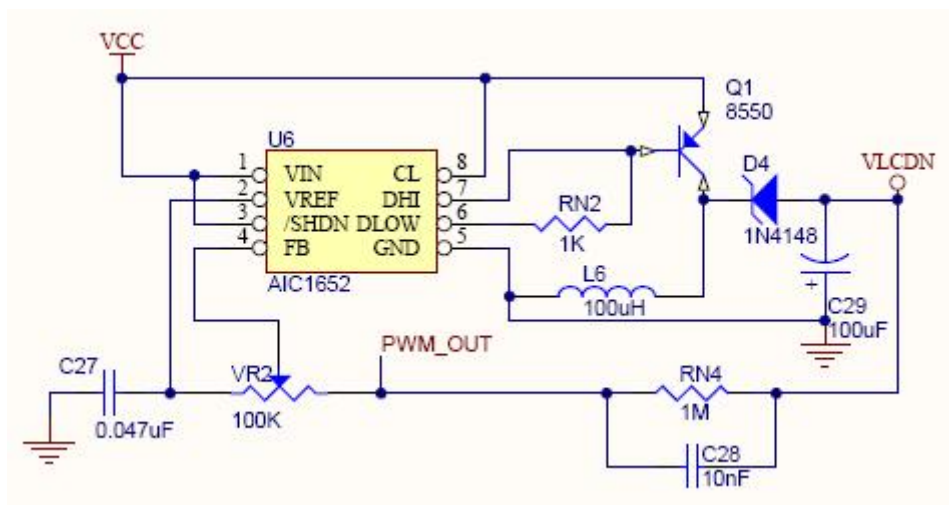 VCC
Q1
8550
U6
1 VIN CL 8
2 VREF DHI 7
3 /SHDN DLOW 6
4 FB GND 5
AIC1652
RN2
1K
L6
100uH
D4
1N4148
VLCDN
+
C29
100uF
PWM_OUT
C27
0.047uF
VR2
100K
RN4
1M
C28
10nF